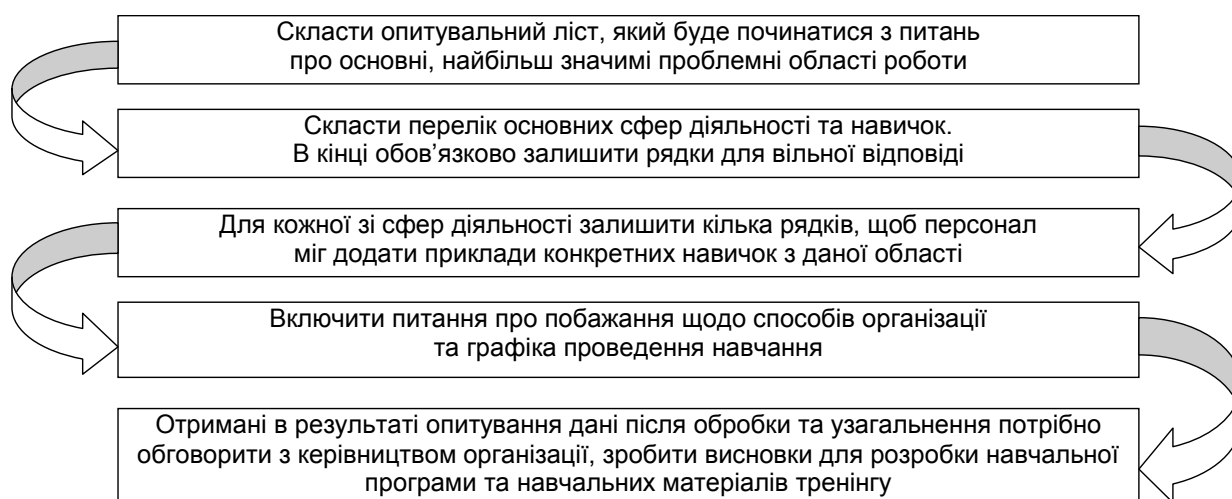 Скласти опитувальний ліст, який буде починатися з питань
про основні, найбільш значимі проблемні області роботи
Скласти перелік основних сфер діяльності та навичок.
В кінці обов’язково залишити рядки для вільної відповіді
Для кожної зі сфер діяльності залишити кілька рядків, щоб персонал
міг додати приклади конкретних навичок з даної області
Включити питання про побажання щодо способів організації
та графіка проведення навчання
Отримані в результаті опитування дані після обробки та узагальнення потрібно
обговорити з керівництвом організації, зробити висновки для розробки навчальної
програми та навчальних матеріалів тренінгу